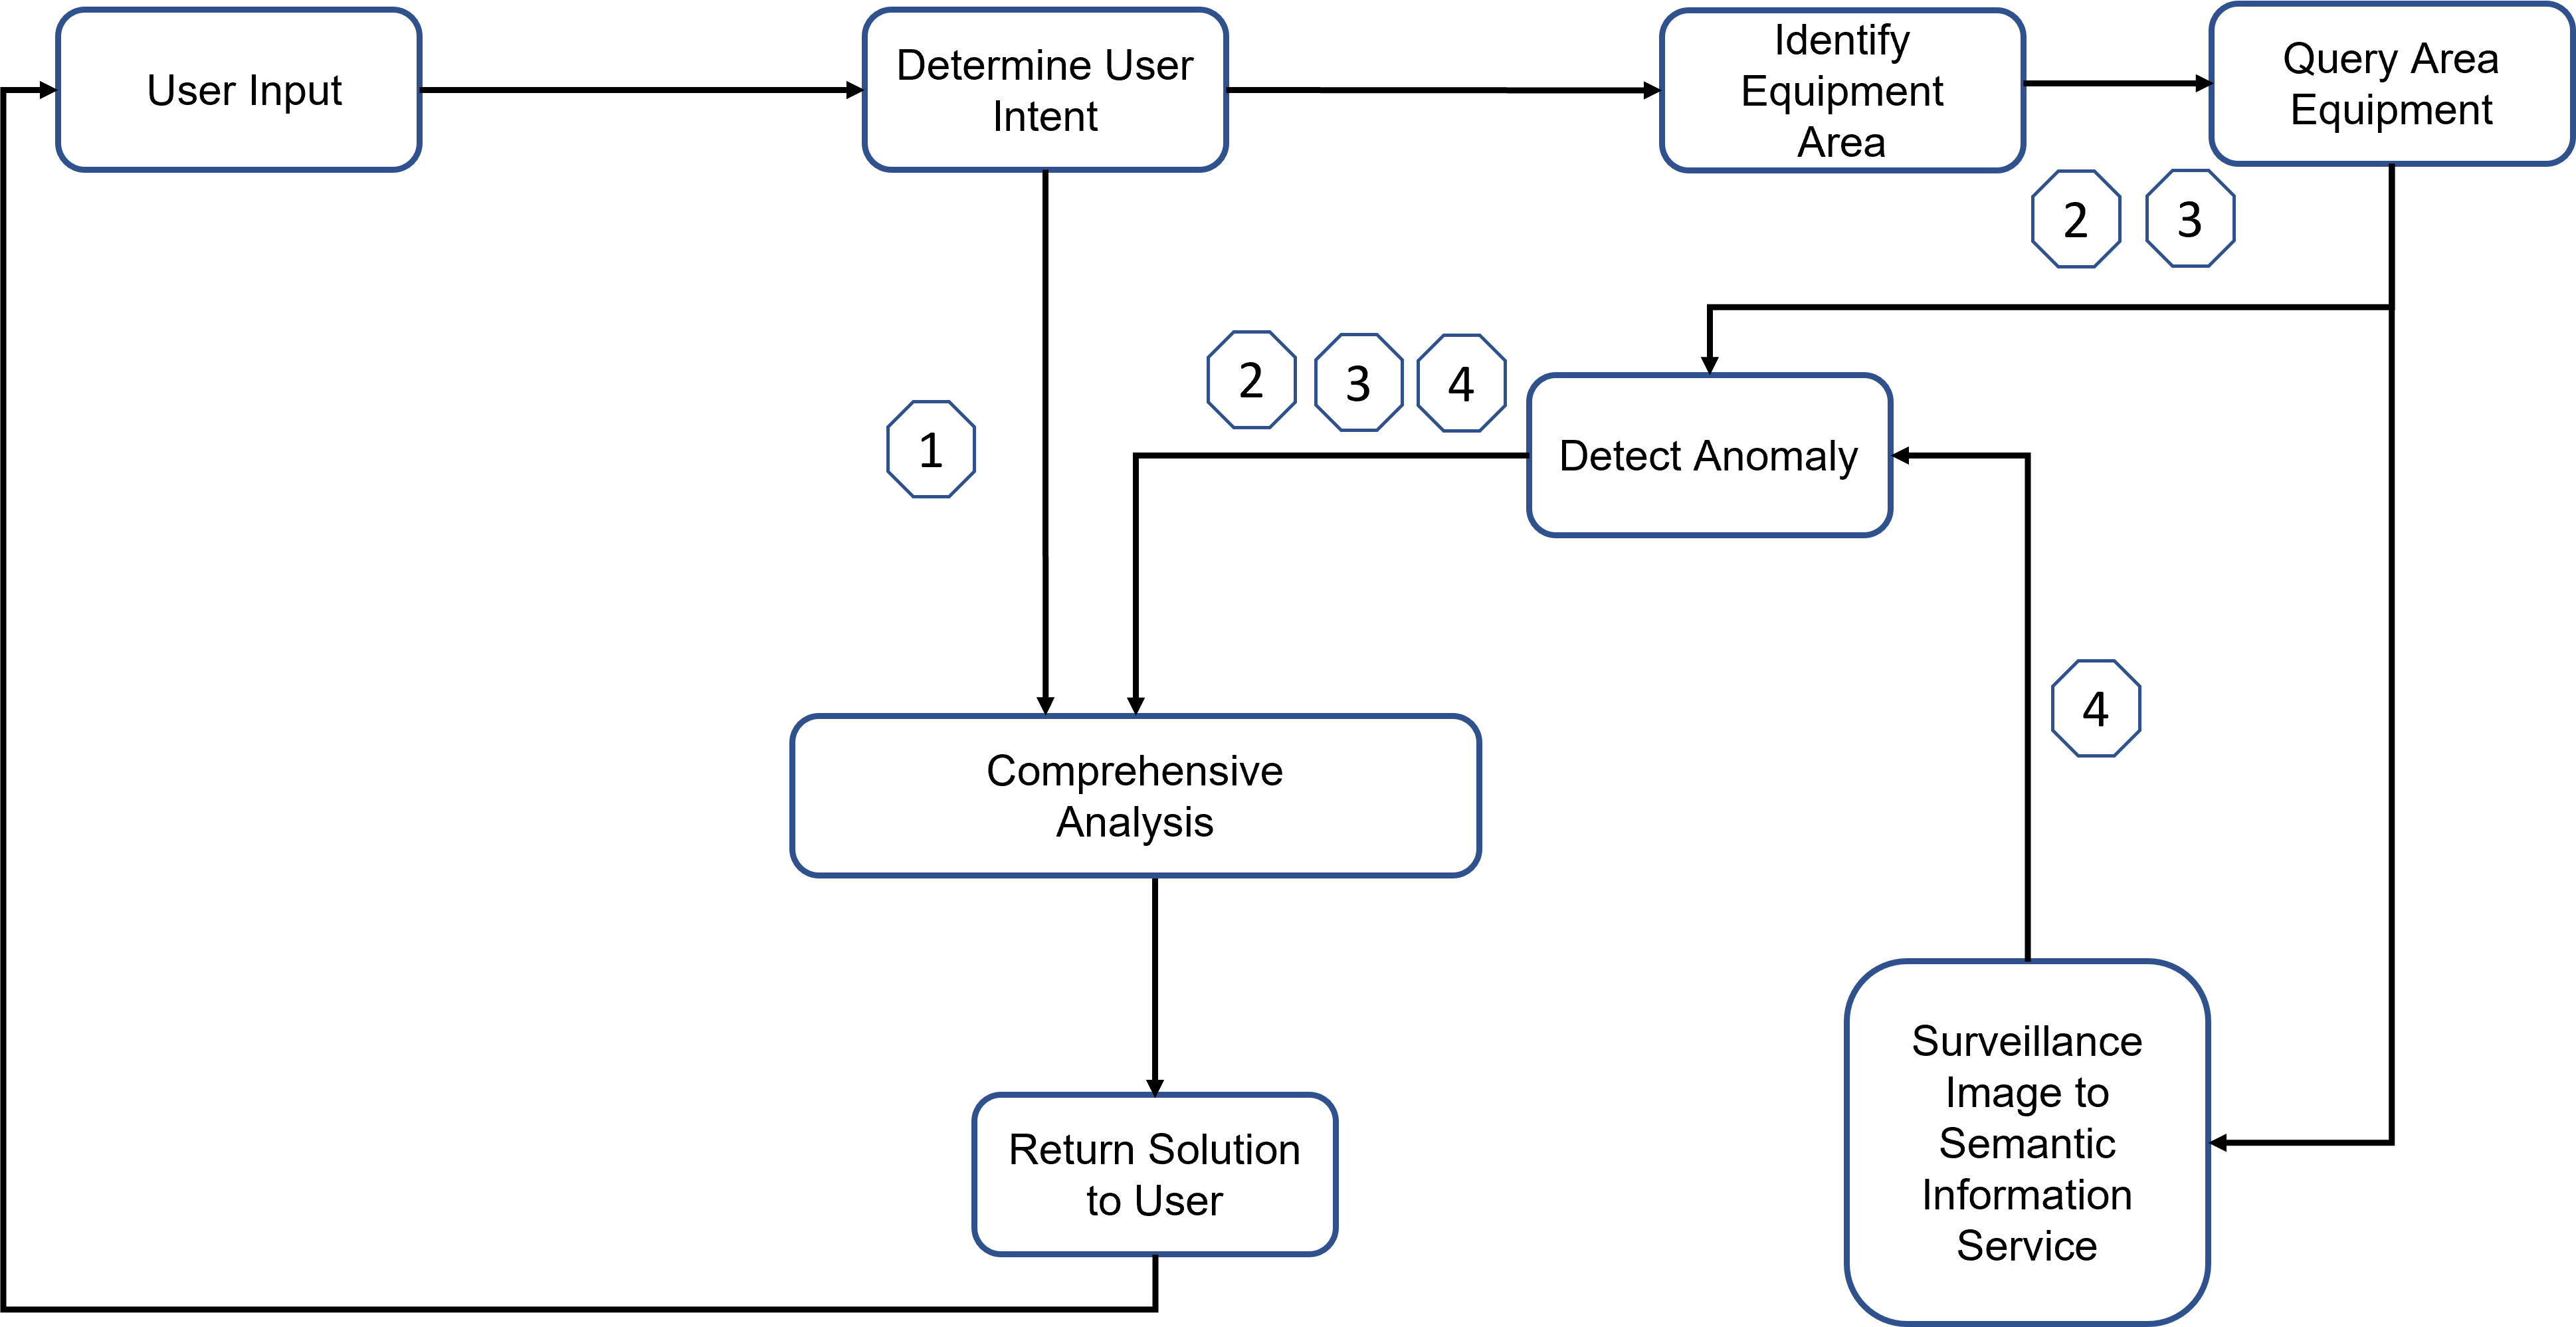 User Input
Determine User
Intent
Identify
Equipment
Area
Query Area
Equipment
2
3
2
3
4
1
Detect Anomaly
4
Comprehensive
Analysis
Return Solution
to User
Surveillance
Image to
Semantic
Information
Service